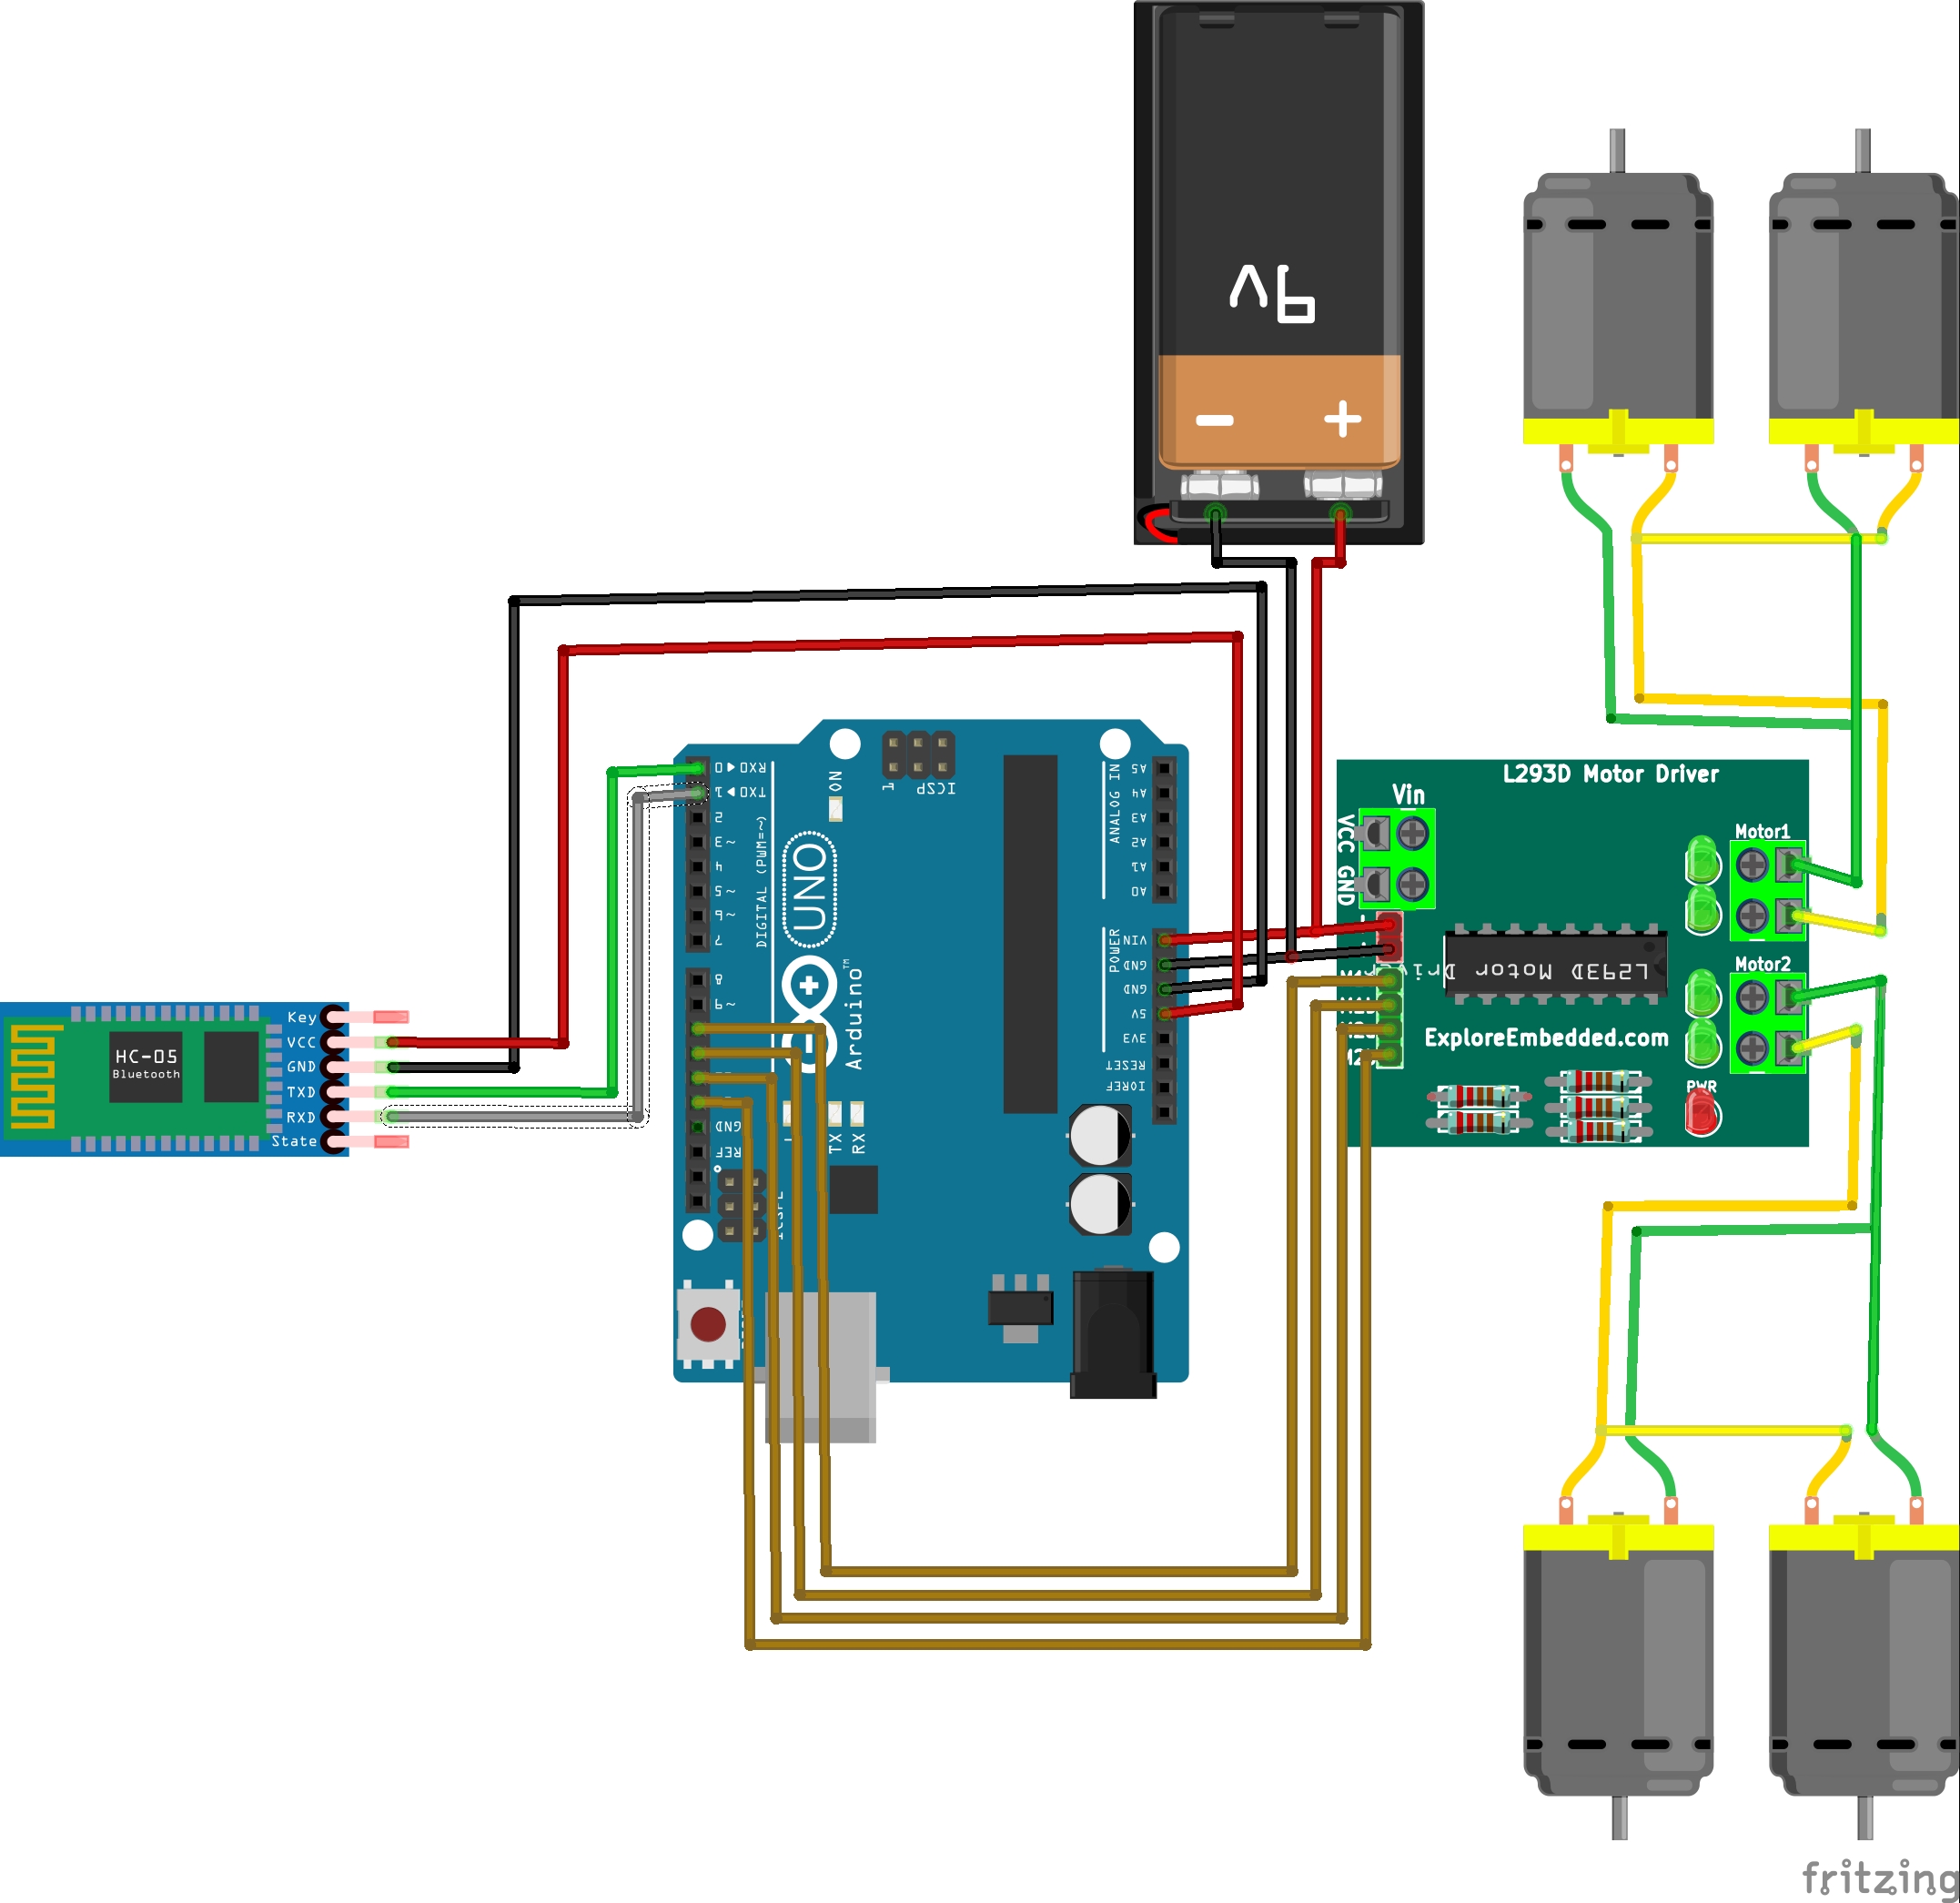 9V
−
+
L293D Motor Driver
Vin
VCC
GND
Motor1
Motor2
L293D Motor Driver
ExploreEmbedded.com
PWR
HC-05
Bluetooth
Key
VCC
GND
TXD
RXD
State
RX0◀0
TX0▶1
2
~3
4
~5
~6
7
8
~9
GND
REF
DIGITAL (PWM=~)
ON
1
ICSP
UNO
Arduino™
TX
RX
ANALOG IN
A5
A4
A3
A2
A1
A0
POWER
VIN
GND
GND
5V
3V3
RESET
IOREF
fritzing